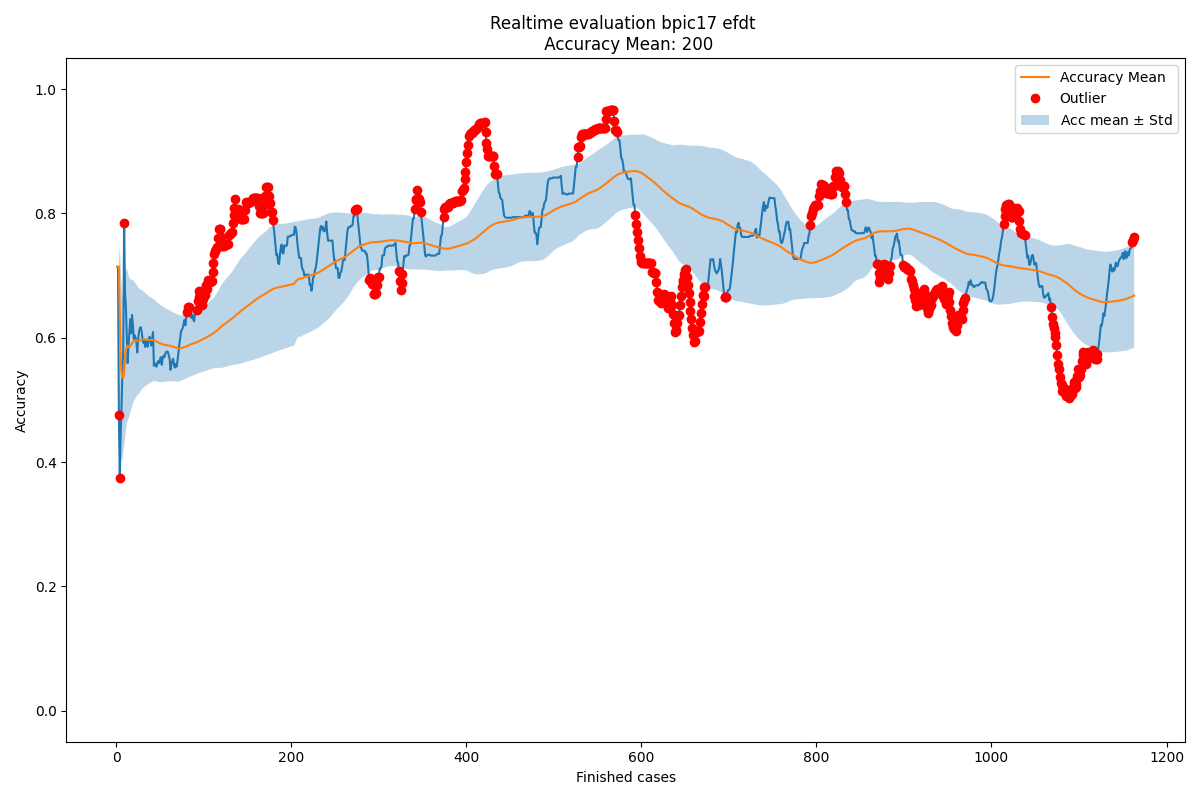 Realtime evaluation bpic17 efdt
Accuracy Mean: 200
Accuracy Mean
Outlier
Acc mean ± Std
1.0
0.8
0.6
0.4
0.2
0.0
Accuracy
0 200 400 600 800 1000 1200
Finished cases